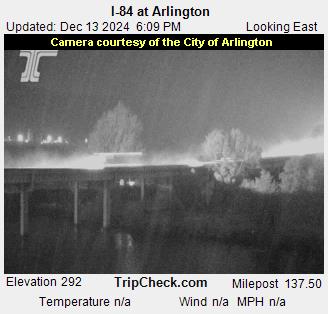 I-84 at Arlington
Updated: Dec 13 2024 6:09 PM Looking East
Camera courtesy of the City of Arlington
Elevation 292 TripCheck.com Milepost 137.50
Temperature n/a Wind n/a MPH n/a